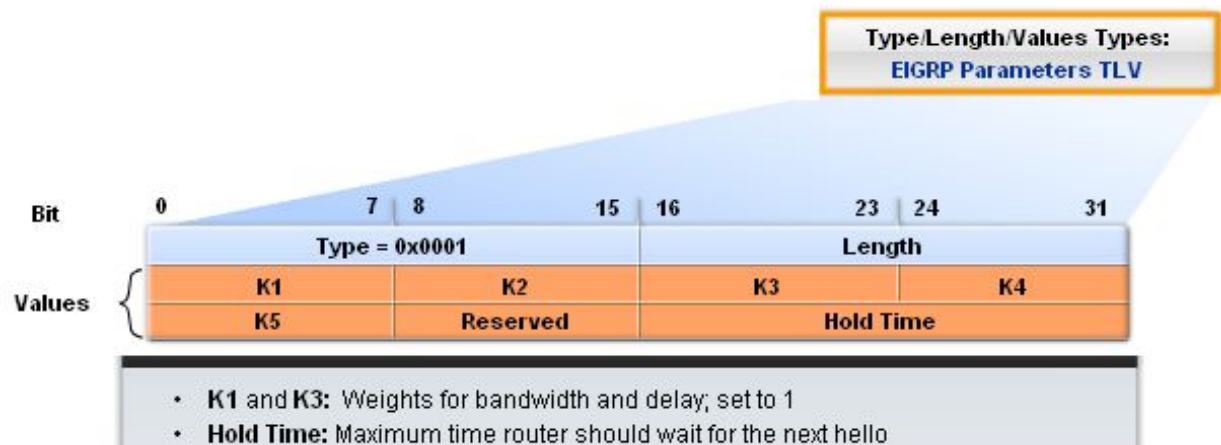 Type/Length/Values Types:
EIGRP Parameters TLV
Bit 0 7 8 15 16 23 24 31
Type = 0x0001 Length
Values
K1 K2 K3 K4
K5 Reserved Hold Time
• K1 and K3: Weights for bandwidth and delay; set to 1
• Hold Time: Maximum time router should wait for the next hello